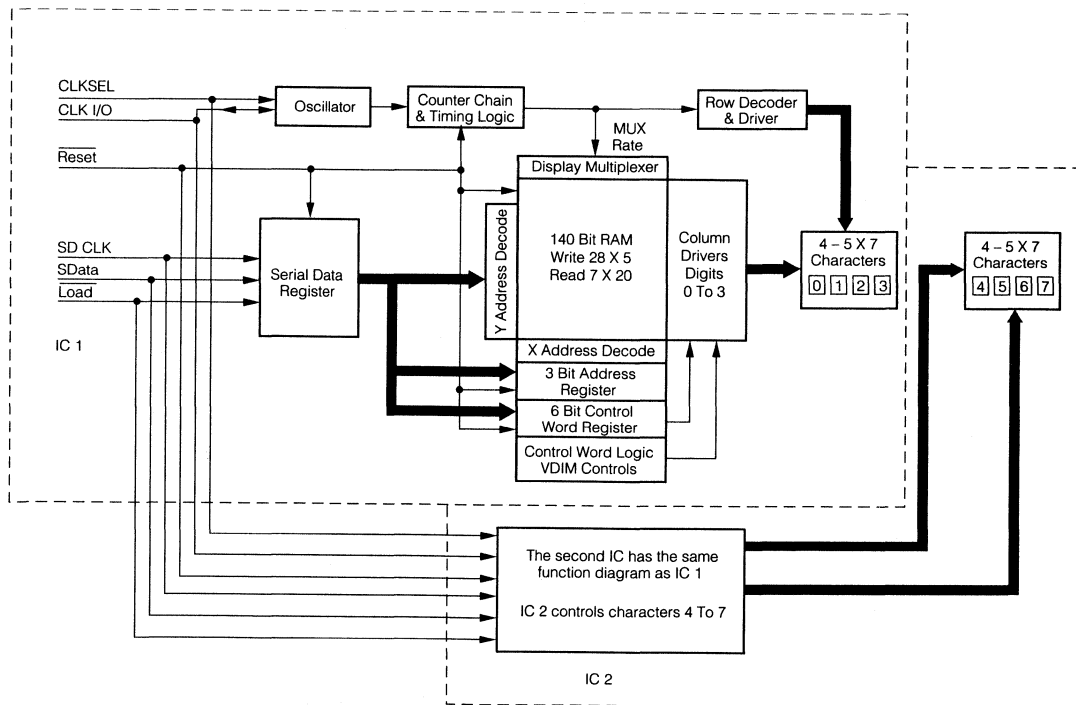 CLKSEL
CLK I/O
Reset
SD CLK
SData
Load
IC 1
Oscillator
Counter Chain
& Timing Logic
Row Decoder
& Driver
MUX
Rate
Serial Data
Register
Display Multiplexer
Y Address Decode
140 Bit RAM
Write 28 X 5
Read 7 X 20
Column
Drivers
Digits
0 To 3
X Address Decode
3 Bit Address
Register
6 Bit Control
Word Register
Control Word Logic
VDIM Controls
4 – 5 X 7
Characters
0 1 2 3
4 – 5 X 7
Characters
4 5 6 7
The second IC has the same
function diagram as IC 1
IC 2 controls characters 4 To 7
IC 2